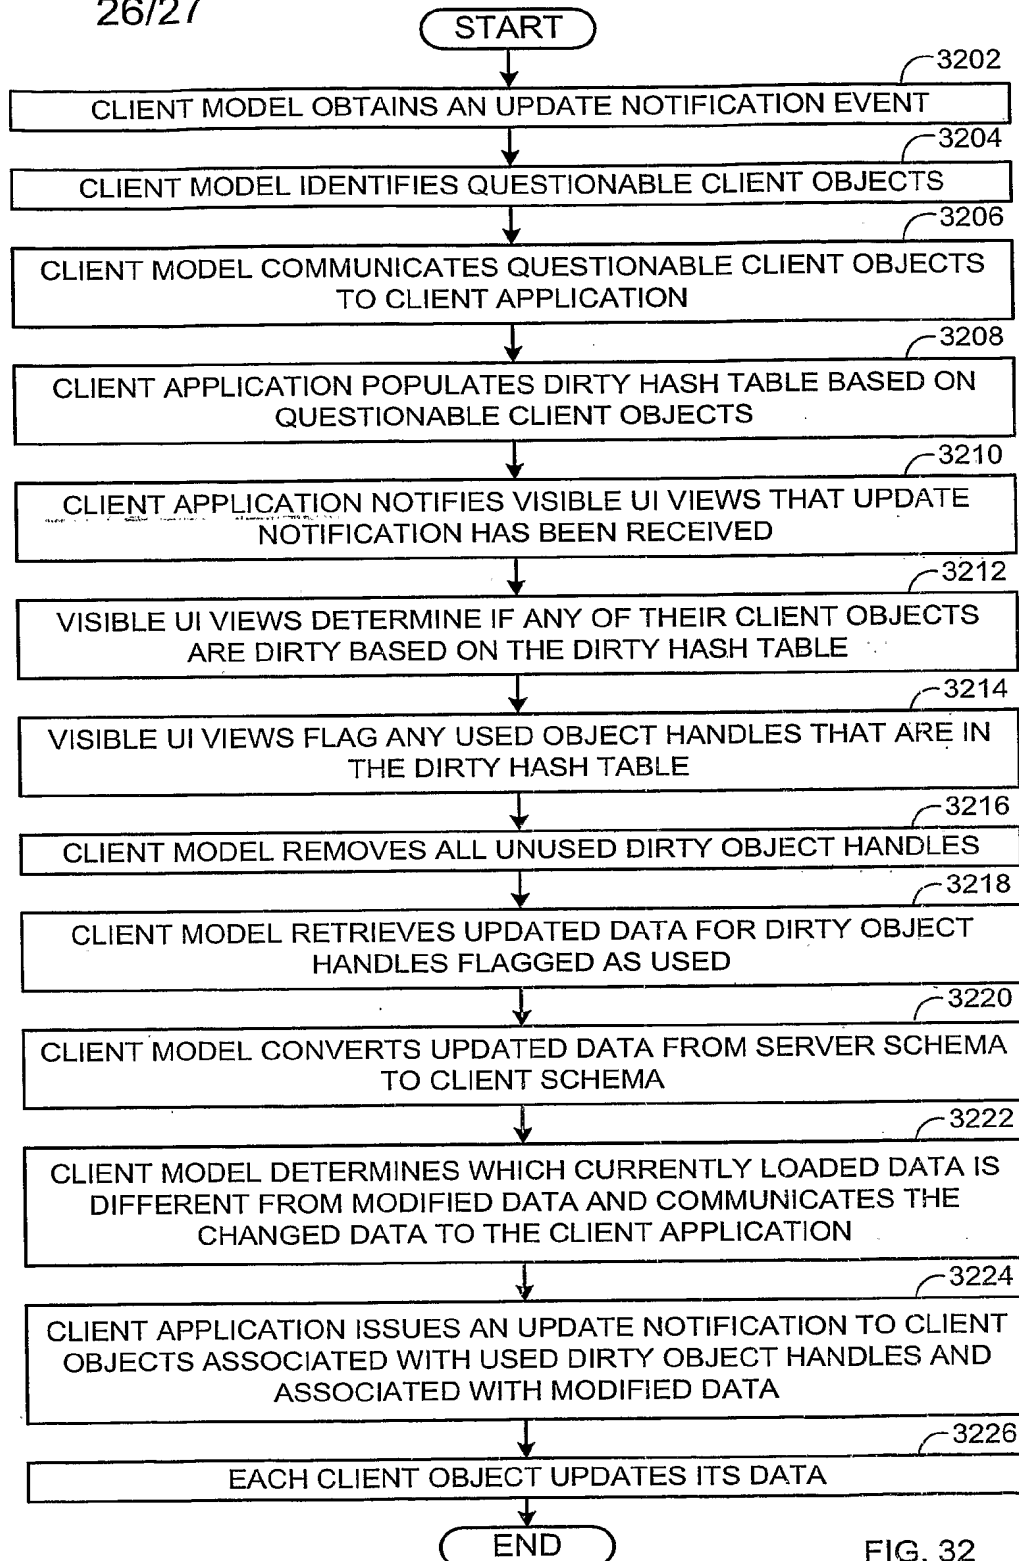 26/27
START
3202
CLIENT MODEL OBTAINS AN UPDATE NOTIFICATION EVENT
3204
CLIENT MODEL IDENTIFIES QUESTIONABLE CLIENT OBJECTS
3206
CLIENT MODEL COMMUNICATES QUESTIONABLE CLIENT OBJECTS
TO CLIENT APPLICATION
3208
CLIENT APPLICATION POPULATES DIRTY HASH TABLE BASED ON
QUESTIONABLE CLIENT OBJECTS
3210
CLIENT APPLICATION NOTIFIES VISIBLE UI VIEWS THAT UPDATE
NOTIFICATION HAS BEEN RECEIVED
3212
VISIBLE UI VIEWS DETERMINE IF ANY OF THEIR CLIENT OBJECTS
ARE DIRTY BASED ON THE DIRTY HASH TABLE
3214
VISIBLE UI VIEWS FLAG ANY USED OBJECT HANDLES THAT ARE IN
THE DIRTY HASH TABLE
3216
CLIENT MODEL REMOVES ALL UNUSED DIRTY OBJECT HANDLES
3218
CLIENT MODEL RETRIEVES UPDATED DATA FOR DIRTY OBJECT
HANDLES FLAGGED AS USED
3220
CLIENT MODEL CONVERTS UPDATED DATA FROM SERVER SCHEMA
TO CLIENT SCHEMA
3222
CLIENT MODEL DETERMINES WHICH CURRENTLY LOADED DATA IS
DIFFERENT FROM MODIFIED DATA AND COMMUNICATES THE
CHANGED DATA TO THE CLIENT APPLICATION
3224
CLIENT APPLICATION ISSUES AN UPDATE NOTIFICATION TO CLIENT
OBJECTS ASSOCIATED WITH USED DIRTY OBJECT HANDLES AND
ASSOCIATED WITH MODIFIED DATA
3226
EACH CLIENT OBJECT UPDATES ITS DATA
END
FIG. 32